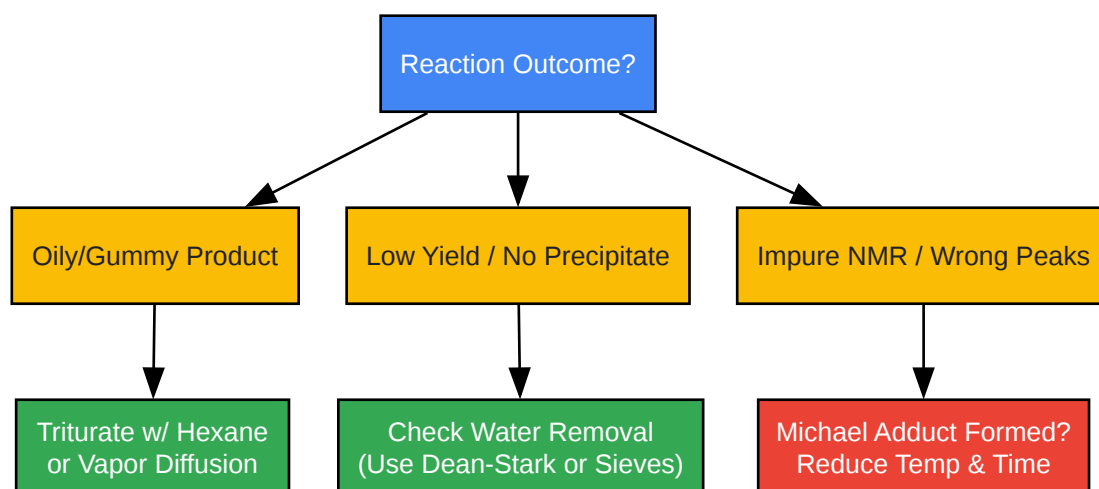 Reaction Outcome?
Oily/Gummy Product
Low Yield / No Precipitate
Impure NMR / Wrong Peaks
Triturate w/ Hexane
or Vapor Diffusion
Check Water Removal
(Use Dean-Stark or Sieves)
Michael Adduct Formed?
Reduce Temp & Time